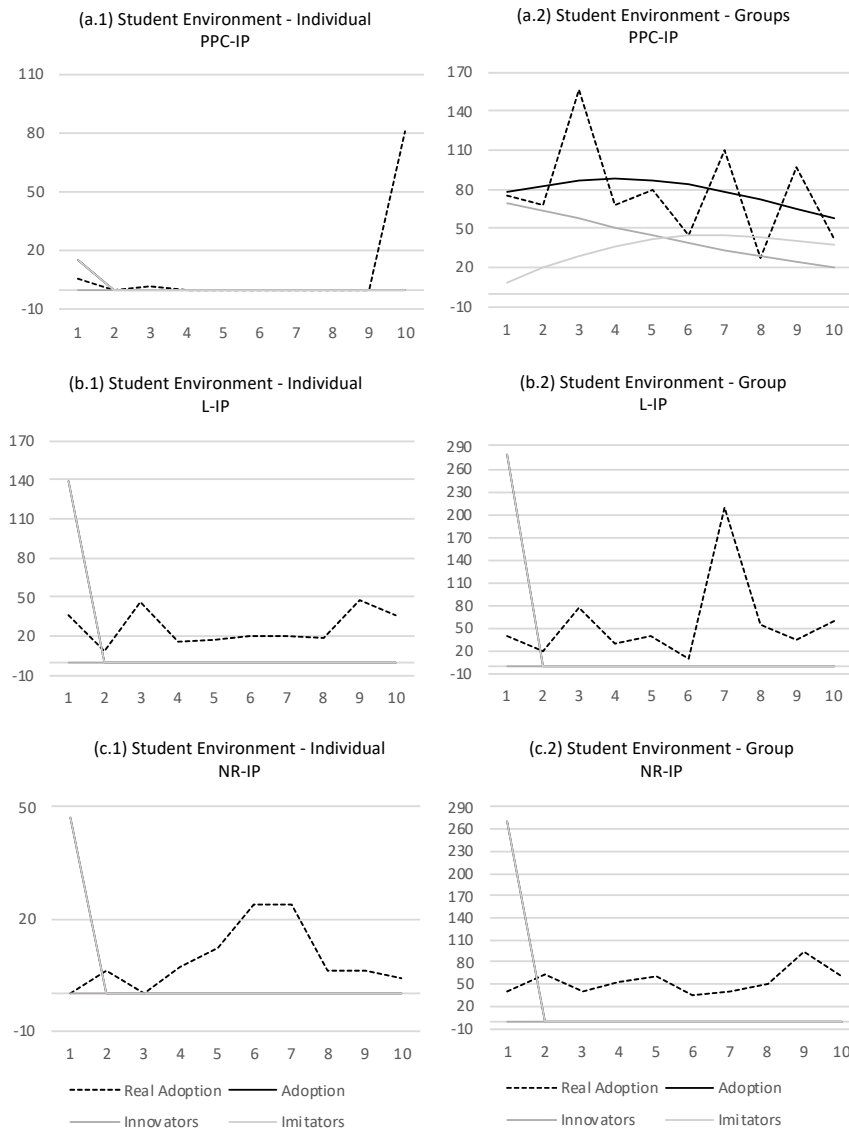 (a.1) Student Environment - Individual
PPC-IP
110
80
50
20
-10
1 2 3 4 5 6 7 8 9 10
(a.2) Student Environment - Groups
PPC-IP
170
140
110
80
50
20
-10
1 2 3 4 5 6 7 8 9 10
(b.1) Student Environment - Individual
L-IP
170
140
110
80
50
20
-10
1 2 3 4 5 6 7 8 9 10
(b.2) Student Environment - Group
L-IP
290
260
230
200
170
140
110
80
50
20
-10
1 2 3 4 5 6 7 8 9 10
(c.1) Student Environment - Individual
NR-IP
50
20
-10
1 2 3 4 5 6 7 8 9 10
Real Adoption Adoption
Innovators Imitators
(c.2) Student Environment - Group
NR-IP
290
260
230
200
170
140
110
80
50
20
-10
1 2 3 4 5 6 7 8 9 10
Real Adoption Adoption
Innovators Imitators